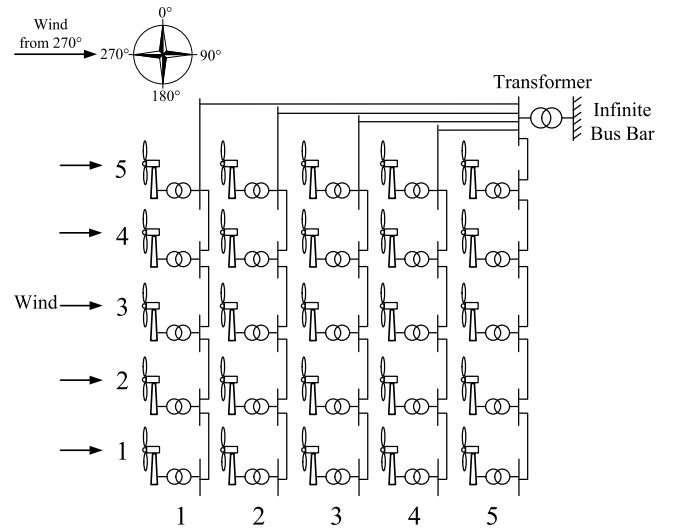 0°
Wind
from 270°
270°
90°
180°
Transformer
Infinite
Bus Bar
5
4
Wind
3
2
1
1 2 3 4 5